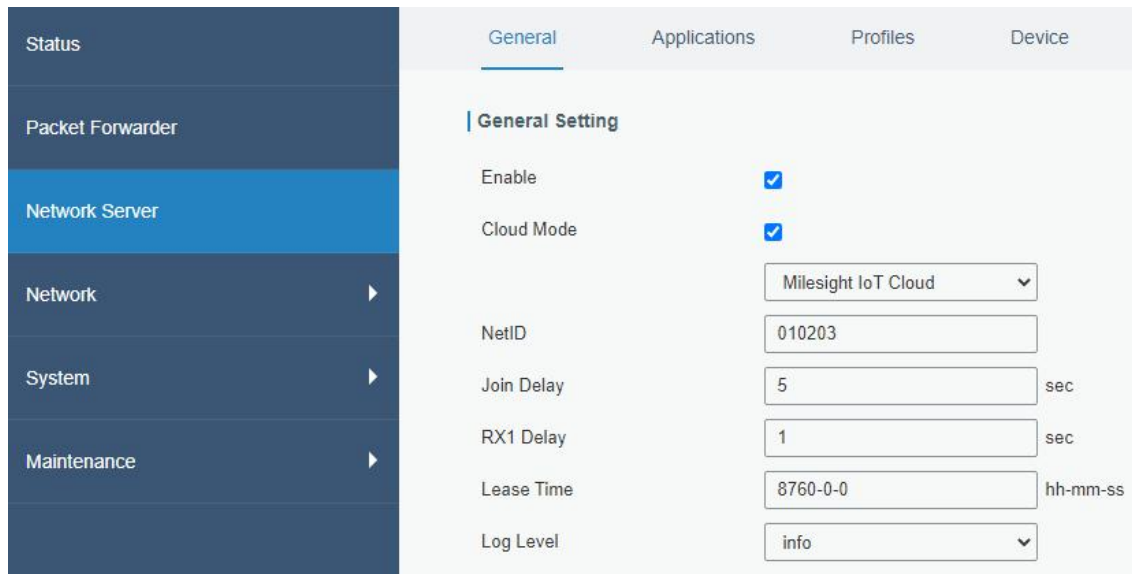 Status
Packet Forwarder
Network Server
Network
System
Maintenance
General Applications Profiles Device
General Setting
Enable
Cloud Mode
Milesight IoT Cloud
NetID 010203
Join Delay 5 sec
RX1 Delay 1 sec
Lease Time 8760-0-0 hh-mm-ss
Log Level info